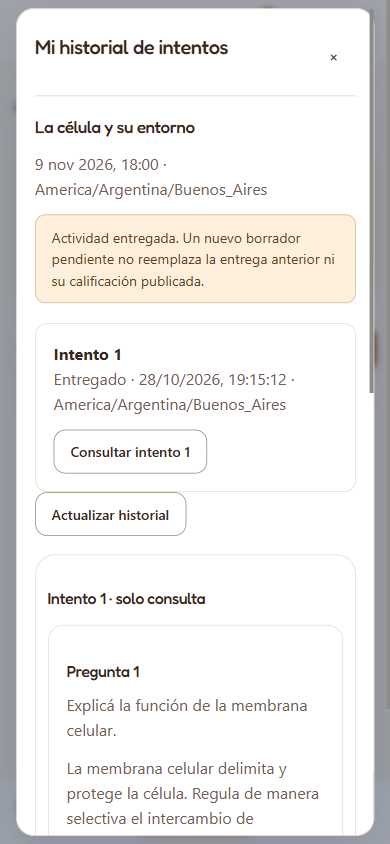 Mi historial de intentos
×
La célula y su entorno
9 nov 2026, 18:00 ·
America/Argentina/Buenos_Aires
Actividad entregada. Un nuevo borrador
pendiente no reemplaza la entrega anterior ni
su calificación publicada.
Intento 1
Entregado · 28/10/2026, 19:15:12 ·
America/Argentina/Buenos_Aires
Consultar intento 1
Actualizar historial
Intento 1 · solo consulta
Pregunta 1
Explicá la función de la membrana
celular.
La membrana celular delimita y
protege la célula. Regula de manera
selectiva el intercambio de